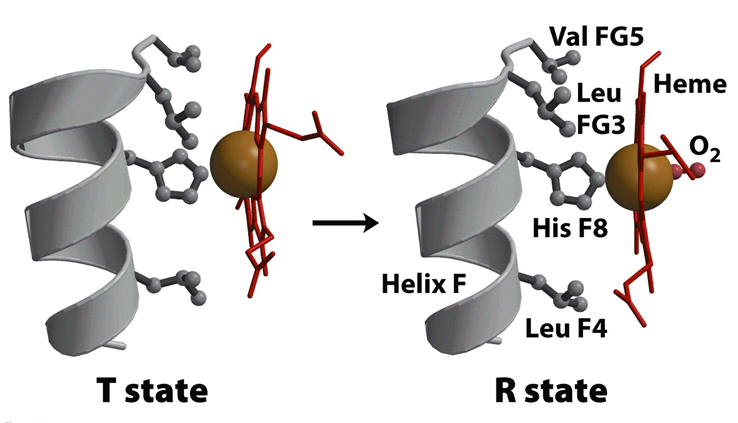 Val FG5
Leu
FG3
Heme
O2
His F8
Helix F
Leu F4
T state
R state